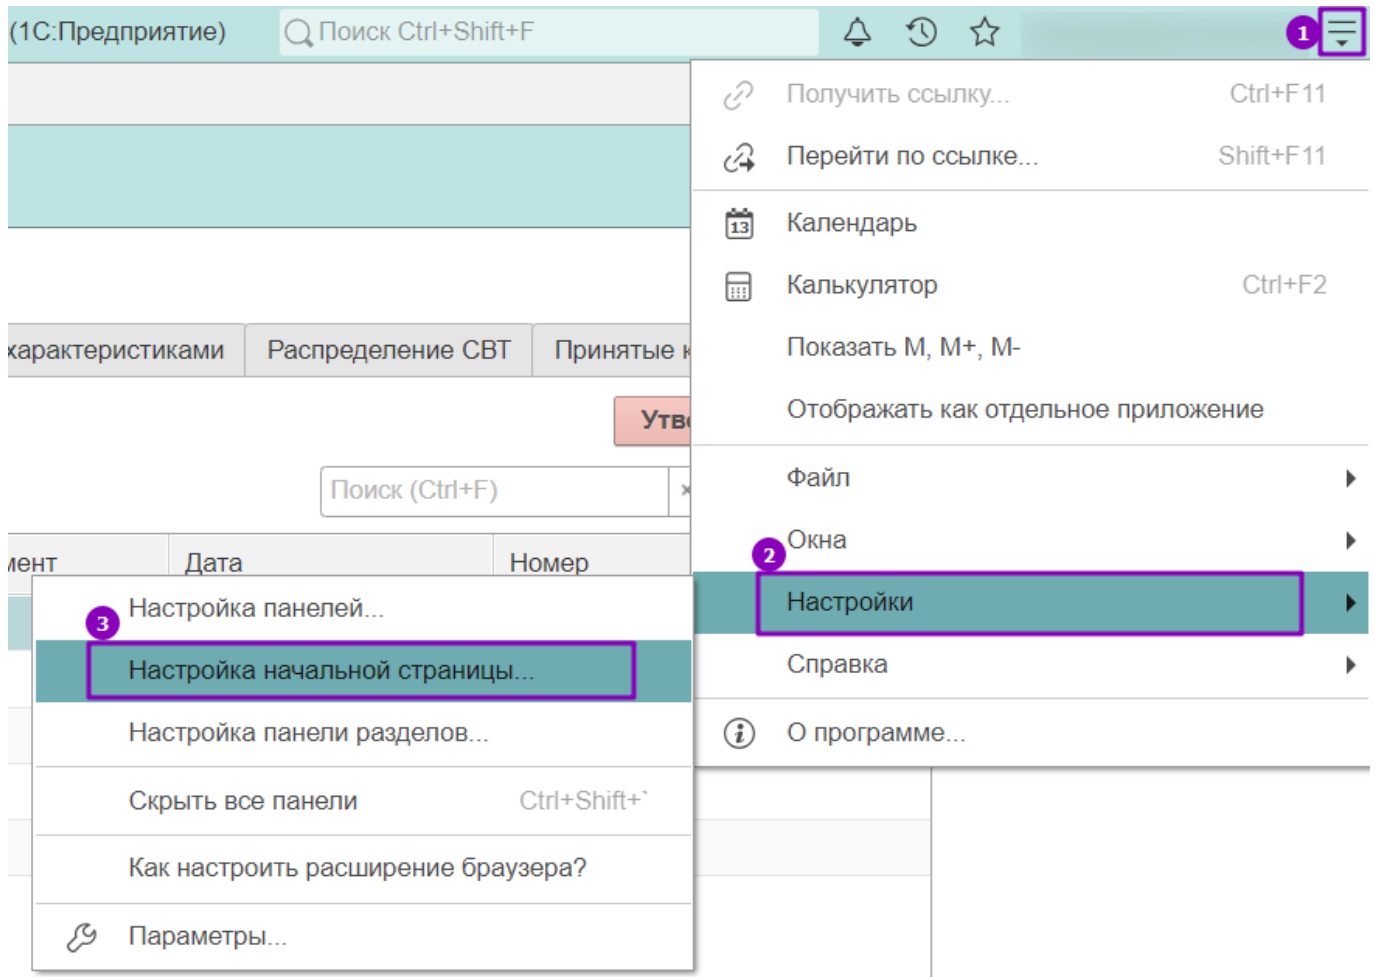 (1С:Предприятие)
Поиск Ctrl+Shift+F
1
Получить ссылку... Ctrl+F11
Перейти по ссылке... Shift+F11
13 Календарь
Калькулятор Ctrl+F2
Показать M, M+, M-
Отображать как отдельное приложение
Файл
Окна
2
Настройки
Справка
О программе...
характеристиками
Распределение СВТ
Принятые к
Утв
Поиск (Ctrl+F)
×
мент
Дата
Номер
Настройка панелей...
3
Настройка начальной страницы...
Настройка панели разделов...
Скрыть все панели Ctrl+Shift+`
Как настроить расширение браузера?
Параметры...